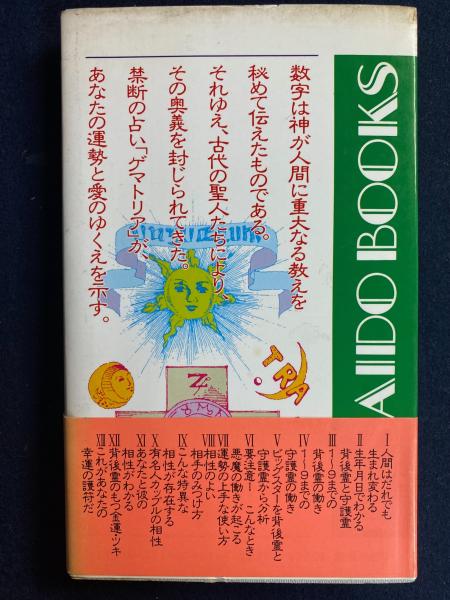 AIDO BOOKS
数字は神が人間に重大なる教えを
秘めて伝えたものである。
それゆえ、古代の聖人たちにより、
その奥義を封じられてきた。
禁断の占い、「ゲマトリア」が、
あなたの運勢と愛のゆくえを示す。
TRA
Z
I 人間はだれでも
生まれ変わる
II 生年月日でわかる
背後霊と守護霊
III 1〜9までの
背後霊の働き
IV 1〜9までの
守護霊の働き
V ビッグスターを背後霊と
守護霊から分析
VI 要注意! こんなとき
悪魔の働きが起こる
VII 運勢の上手な使い方
VIII 相性のいい
相手のみつけ方
IX こんな特異な
相性が存在する
X 有名人カップルの相性
XI あなたと彼の
相性がわかる
XII 背後霊のもつ金運・ツキ
XIII これがあなたの
幸運の護符だ